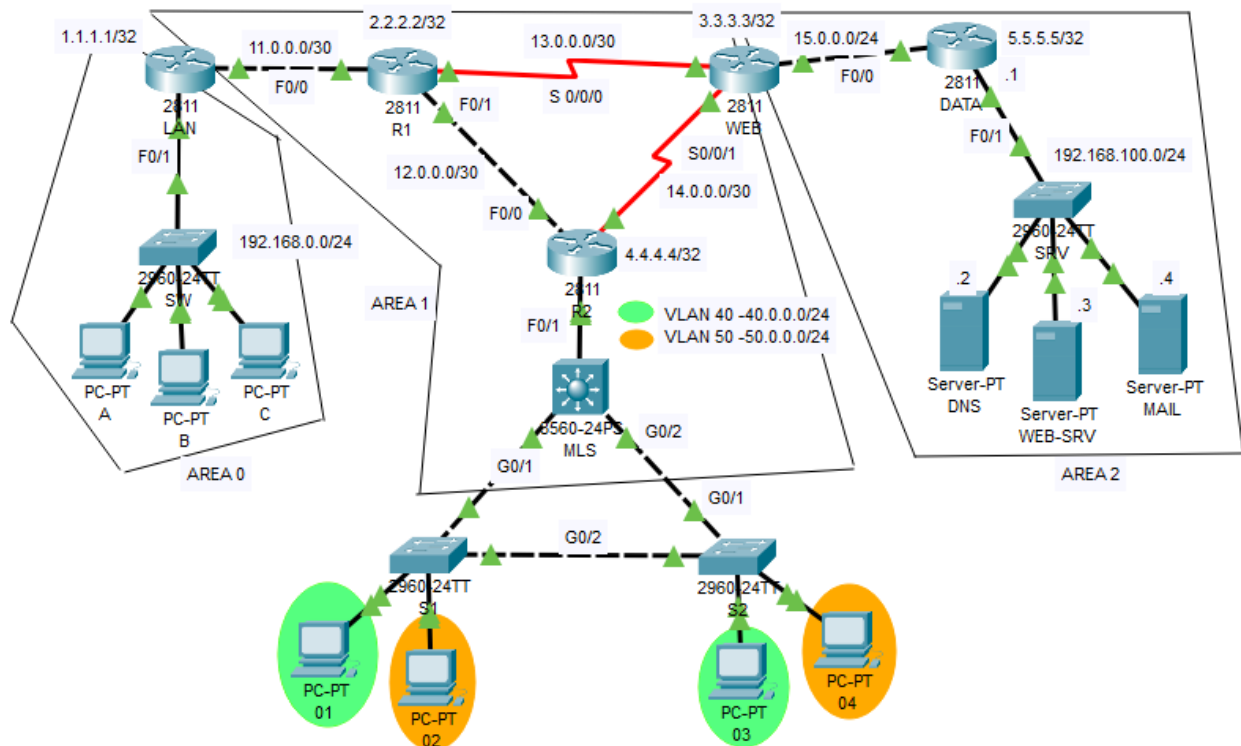 2.2.2.2/32
3.3.3.3/32
1.1.1.1/32
11.0.0.0/30
13.0.0.0/30
15.0.0.0/24
5.5.5.5/32
F0/0
S 0/0/0
F0/0
.1
2811
LAN
2811
R1
F0/1
2811
WEB
2811
DATA
F0/1
F0/1
S0/0/1
192.168.100.0/24
12.0.0.0/30
14.0.0.0/30
F0/0
192.168.0.0/24
2960-24TT
SW
4.4.4.4/32
2960-24TT
SRV
AREA 1
2811
R2
.2
.3
.4
F0/1
VLAN 40 -40.0.0.0/24
VLAN 50 -50.0.0.0/24
PC-PT
A
PC-PT
B
PC-PT
C
Server-PT
DNS
Server-PT
WEB-SRV
Server-PT
MAIL
3560-24PS
MLS
AREA 0
AREA 2
G0/1
G0/2
G0/1
G0/2
2960-24TT
S1
2960-24TT
S2
PC-PT
01
PC-PT
02
PC-PT
03
PC-PT
04